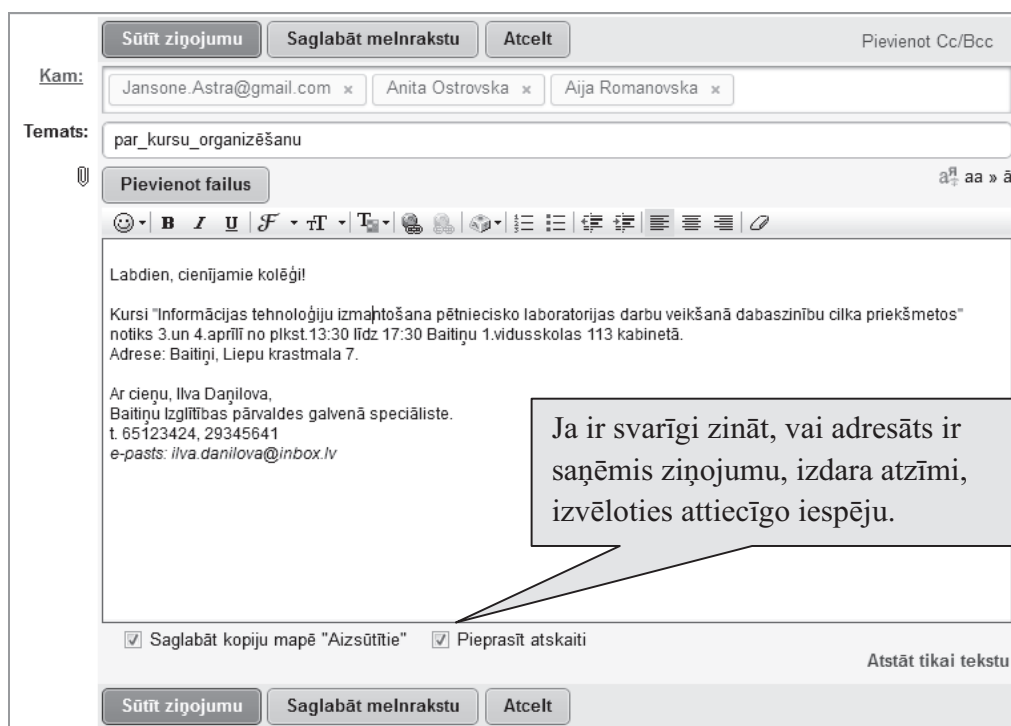 Sūtīt ziņojumu Saglabāt melnrakstu Atcelt Pievienot Cc/Bcc
Kam: Jansone.Astra@gmail.com × Anita Ostrovska × Aija Romanovska ×
Temats: par_kursu_organizēšanu
Pievienot failus aa » ā
Labdien, cienījamie kolēģi!
Kursi "Informācijas tehnoloģiju izmantošana pētniecisko laboratorijas darbu veikšanā dabaszinību cilka priekšmetos"
notiks 3.un 4.aprīlī no plkst.13:30 līdz 17:30 Baitiņu 1.vidusskolas 113 kabinetā.
Adrese: Baitiņi, Liepu krastmala 7.
Ar cieņu, Ilva Daņilova,
Baitiņu Izglītības pārvaldes galvenā speciāliste.
t. 65123424, 29345641
e-pasts: ilva.danilova@inbox.lv
Ja ir svarīgi zināt, vai adresāts ir
saņēmis ziņojumu, izdara atzīmi,
izvēloties attiecīgo iespēju.
Saglabāt kopiju mapē "Aizsūtītie" Pieprasīt atskaiti
Atstāt tikai tekstu
Sūtīt ziņojumu Saglabāt melnrakstu Atcelt